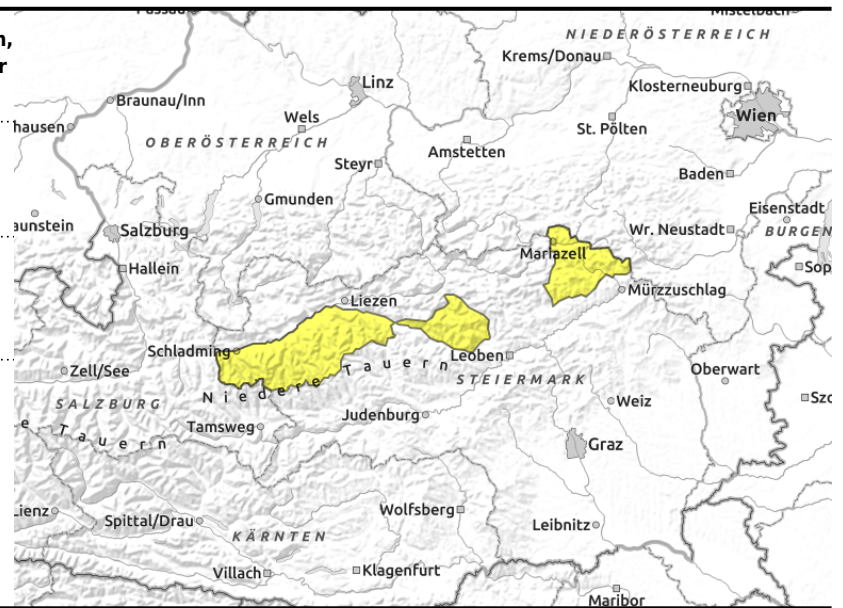 Passau
Mistelbach
n,
r
NIEDERÖSTERREICH
Krems/Donau
Linz
Klosterneuburg
Braunau/Inn
Wels
Wien
hausen
St. Pölten
OBERÖSTERREICH
Amstetten
Steyr
Baden
Gmunden
Eisenstadt
aunstein
Salzburg
Wr. Neustadt
BURGEN
Mariazell
Hallein
Sop
Mürzzuschlag
Liezen
Schladming
Leoben
Zell/See
Niedere Tauern
STEIERMARK
Oberwart
SALZBURG
Weiz
Szo
Judenburg
e Tauern
Tamsweg
Graz
Lienz
Spittal/Drau
Wolfsberg
Leibnitz
KÄRNTEN
Villach
Klagenfurt
Maribor